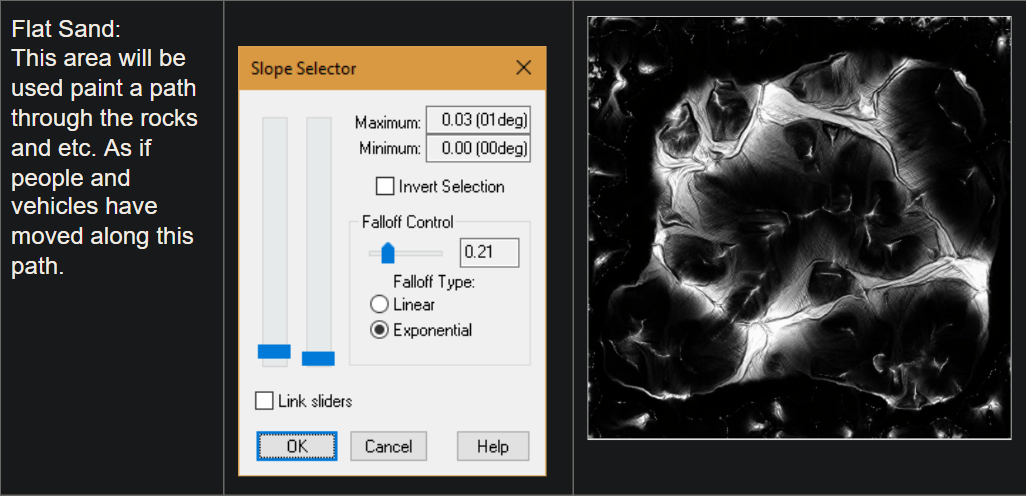 Flat Sand:
This area will be
used paint a path
through the rocks
and etc. As if
people and
vehicles have
moved along this
path.
Slope Selector
Maximum: 0.03 (01deg)
Minimum: 0.00 (00deg)
Invert Selection
Falloff Control
0.21
Falloff Type:
Linear
Exponential
Link sliders
OK Cancel Help